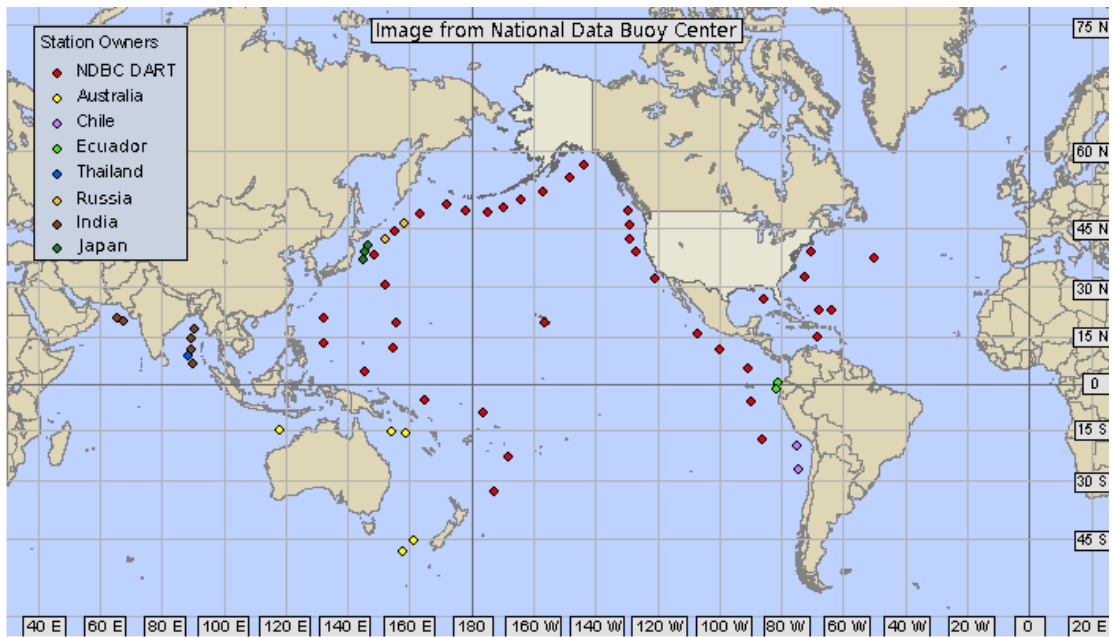 Image from National Data Buoy Center
Station Owners
NDBC DART
Australia
Chile
Ecuador
Thailand
Russia
India
Japan
75 N
60 N
45 N
30 N
15 N
0
15 S
30 S
45 S
40 E 60 E 80 E 100 E 120 E 140 E 160 E 180 160 W 140 W 120 W 100 W 80 W 60 W 40 W 20 W 0 20 E